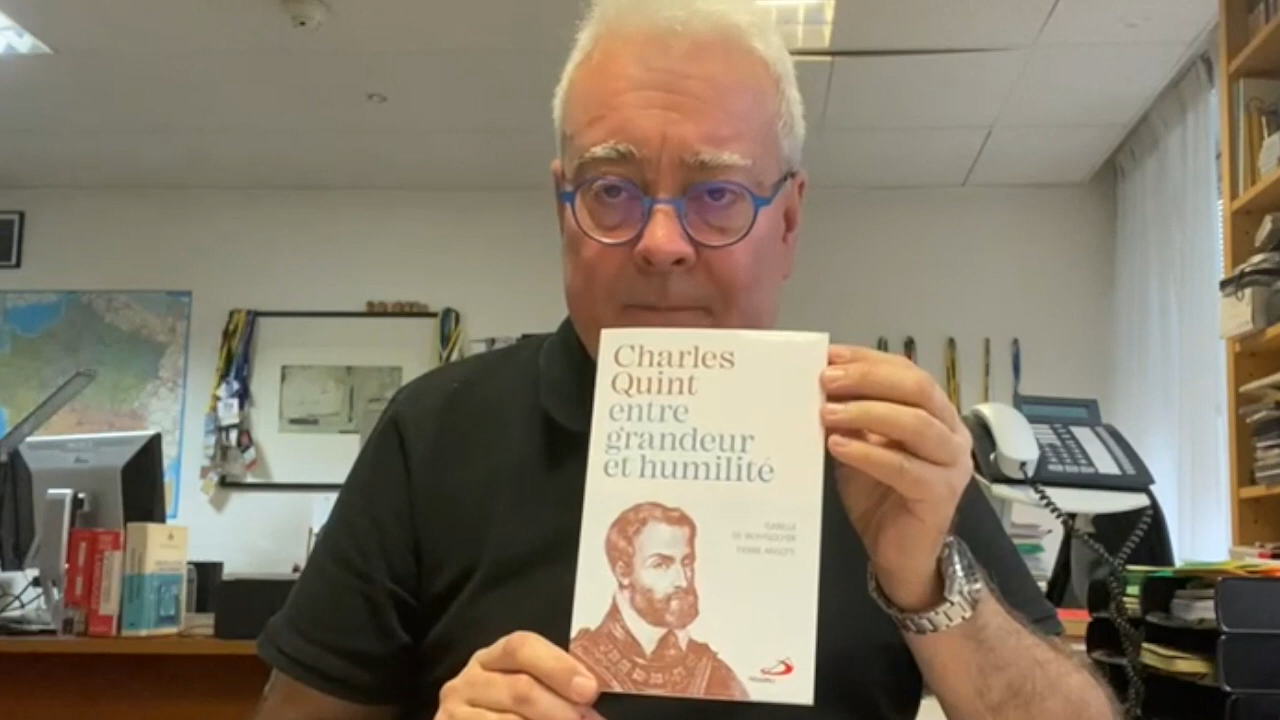 Charles
Quint
entre
grandeur
et humilité